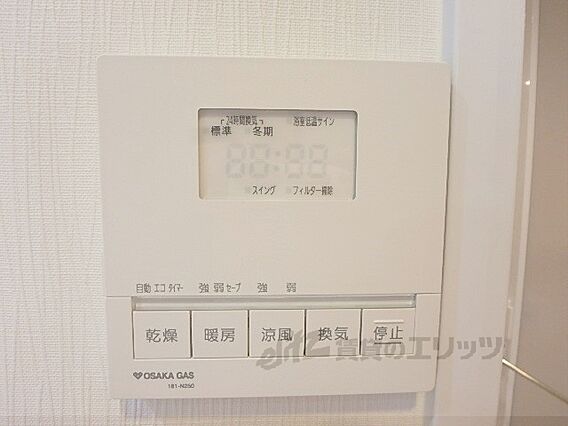 24時間換気
浴室低温サイン
標準 冬期
88:88
スイング
フィルター掃除
自動 エコ タイマー 強 弱 セーブ 強 弱
乾燥 暖房 涼風 換気 停止
OSAKA GAS
161-N250
賃貸のエリッツ